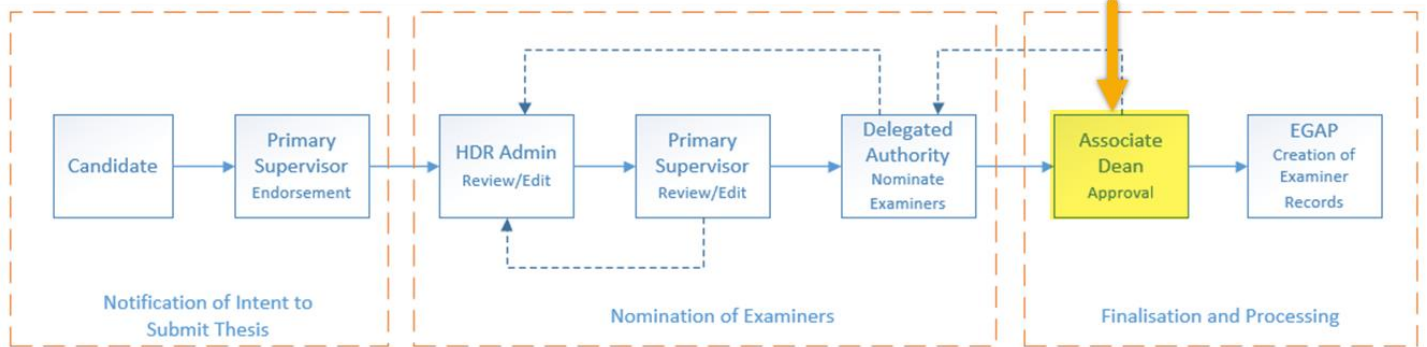 Candidate
Primary
Supervisor
Endorsement
Notification of Intent to
Submit Thesis
HDR Admin
Review/Edit
Primary
Supervisor
Review/Edit
Delegated
Authority
Nominate
Examiners
Nomination of Examiners
Associate
Dean
Approval
EGAP
Creation of
Examiner
Records
Finalisation and Processing